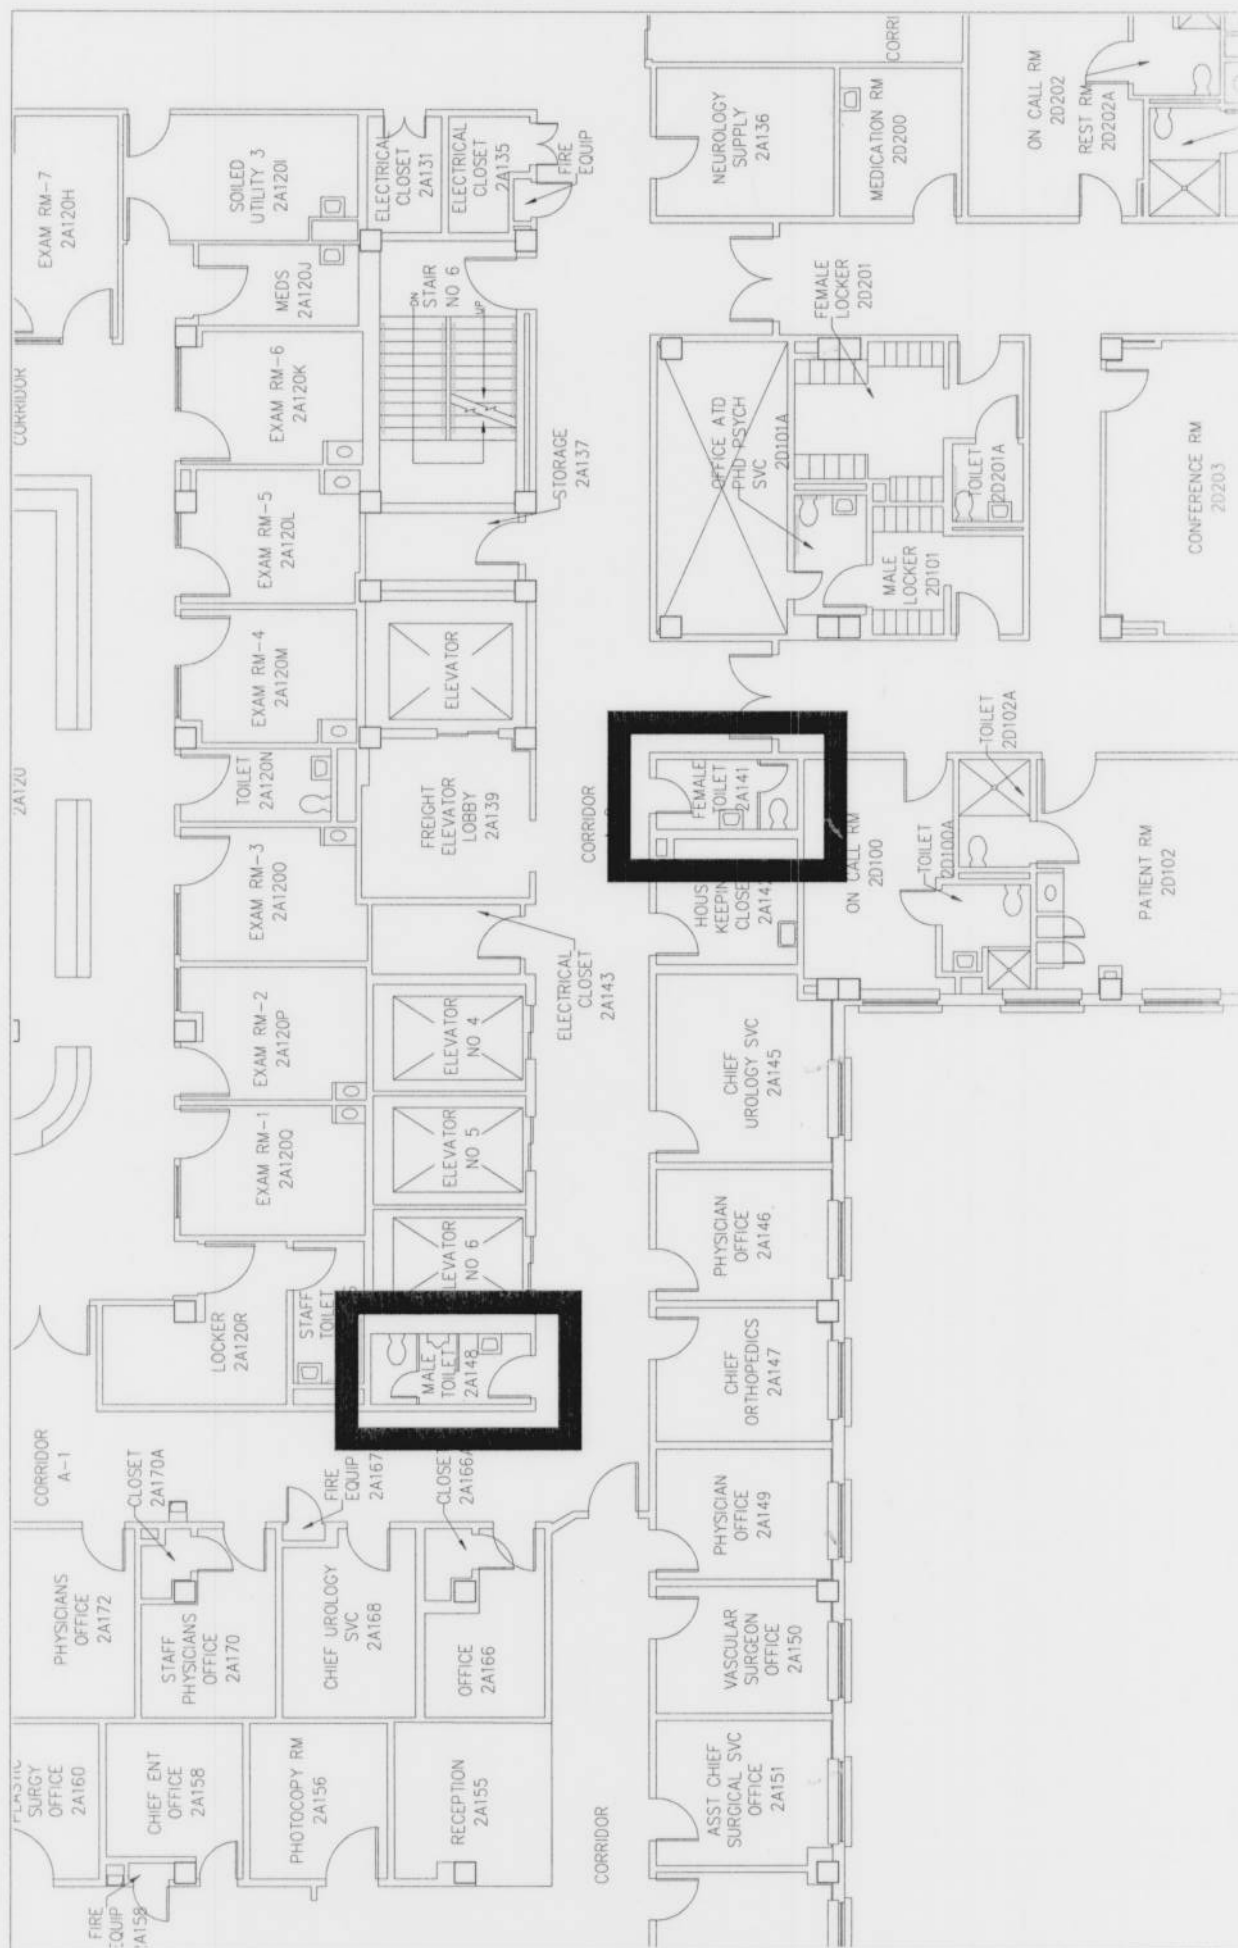 EXAM RM-7
2A120H
SOILED
UTILITY 3
2A120I
ELECTRICAL
CLOSET
2A131
ELECTRICAL
CLOSET
2A135
FIRE
EQUIP
NEUROLOGY
SUPPLY
2A136
MEDICATION RM
2D200
CORRI
ON CALL RM
2D202
REST RM
2D202A
MEDS
2A120J
DN
STAIR
NO 6
UP
FEMALE
LOCKER
2D201
CORRIDOR
EXAM RM-6
2A120K
STORAGE
2A137
OFFICE ATD
PHD PSYCH
SVC
2D101A
TOILET
2D201A
CONFERENCE RM
2D203
EXAM RM-5
2A120L
MALE
LOCKER
2D101
EXAM RM-4
2A120M
ELEVATOR
2A120
TOILET
2A120N
FREIGHT
ELEVATOR
LOBBY
2A139
CORRIDOR
FEMALE
TOILET
2A141
TOILET
2D102A
EXAM RM-3
2A120O
ELECTRICAL
CLOSET
2A143
HOUS
KEEPING
CLOSE
2A142
ON CALL RM
2D100
TOILET
2D100A
PATIENT RM
2D102
EXAM RM-2
2A120P
ELEVATOR
NO 4
CHIEF
UROLOGY SVC
2A145
EXAM RM-1
2A120Q
ELEVATOR
NO 5
PHYSICIAN
OFFICE
2A146
ELEVATOR
NO 6
LOCKER
2A120R
STAFF
TOILET
MALE
TOILET
2A148
CHIEF
ORTHOPEDICS
2A147
CORRIDOR
A-1
CLOSET
2A170A
FIRE
EQUIP
2A167
CLOSET
2A166A
PHYSICIAN
OFFICE
2A149
PHYSICIANS
OFFICE
2A172
STAFF
PHYSICIANS
OFFICE
2A170
CHIEF UROLOGY
SVC
2A168
OFFICE
2A166
VASCULAR
SURGEON
OFFICE
2A150
PLASTIC
SURGY
OFFICE
2A160
CHIEF ENT
OFFICE
2A158
PHOTOCOPY RM
2A156
RECEPTION
2A155
CORRIDOR
ASST CHIEF
SURGICAL SVC
OFFICE
2A151
FIRE
EQUIP